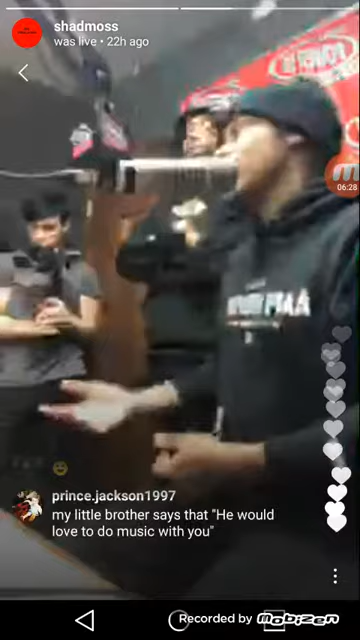 shadmoss
was live • 22h ago
06:28
prince.jackson1997
my little brother says that "He would
love to do music with you"
Recorded by mobizen